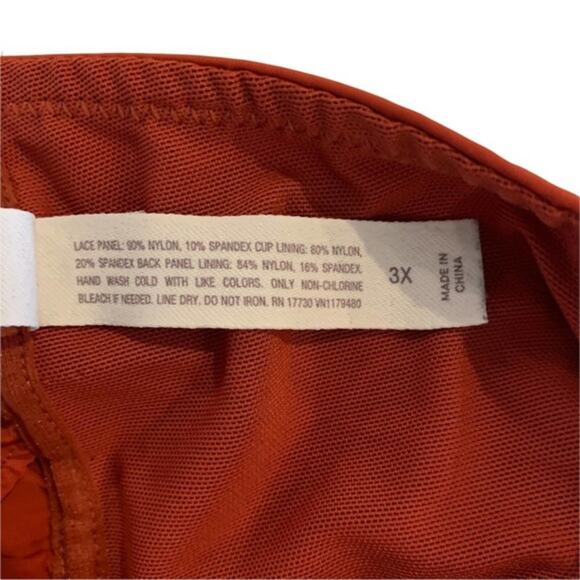 LACE PANEL: 90% NYLON, 10% SPANDEX CUP LINING: 80% NYLON,
20% SPANDEX BACK PANEL LINING: 84% NYLON, 16% SPANDEX.
HAND WASH COLD WITH LIKE COLORS. ONLY NON-CHLORINE
BLEACH IF NEEDED. LINE DRY. DO NOT IRON. RN 17730 VN1179480
3X
MADE IN
CHINA